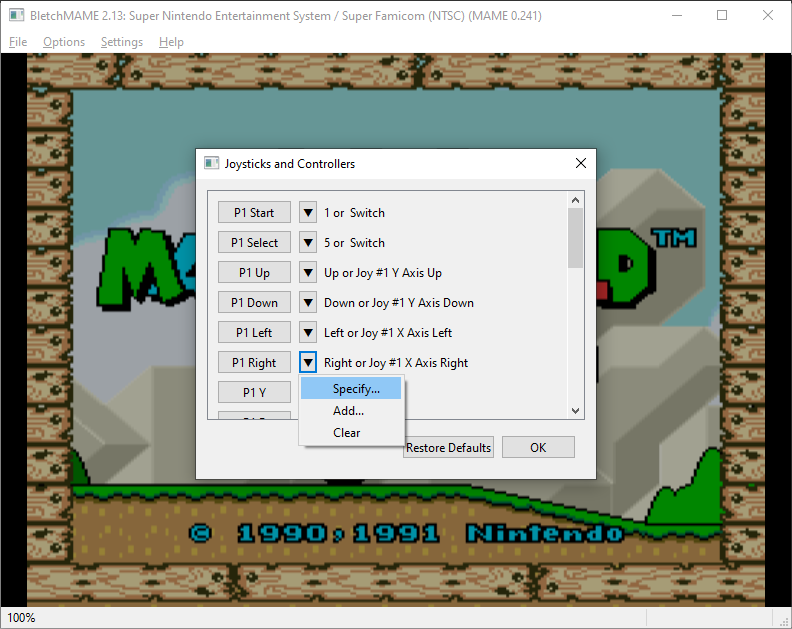 BletchMAME 2.13: Super Nintendo Entertainment System / Super Famicom (NTSC) (MAME 0.241)
File Options Settings Help
Joysticks and Controllers
P1 Start 1 or Switch
P1 Select 5 or Switch
P1 Up Up or Joy #1 Y Axis Up
P1 Down Down or Joy #1 Y Axis Down
TM
P1 Left Left or Joy #1 X Axis Left
P1 Right Right or Joy #1 X Axis Right
P1 Y
Specify...
Add...
Clear
Restore Defaults OK
© 1990,1991 Nintendo
100%